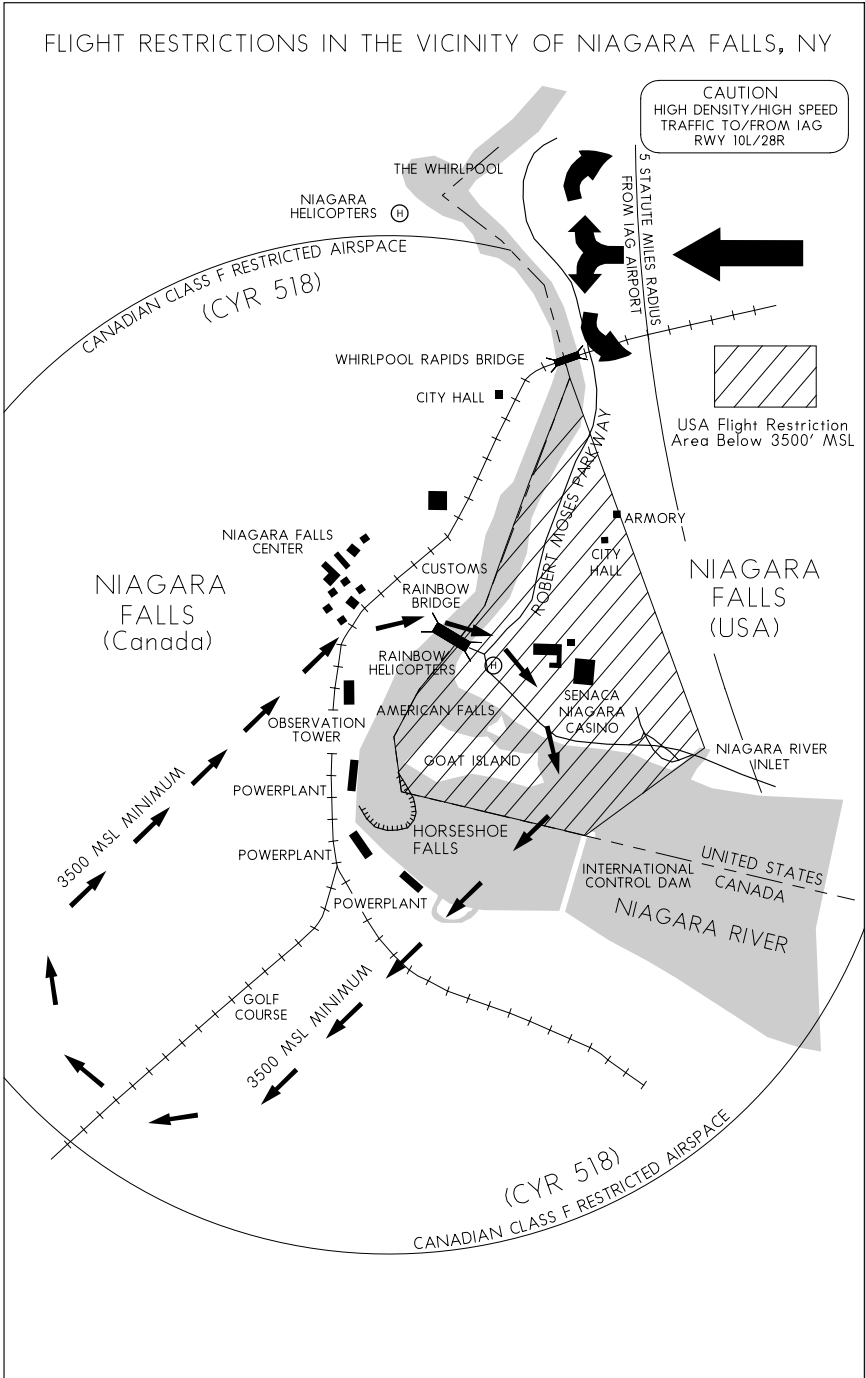 FLIGHT RESTRICTIONS IN THE VICINITY OF NIAGARA FALLS, NY
CAUTION
HIGH DENSITY/HIGH SPEED
TRAFFIC TO/FROM IAG
RWY 10L/28R
THE WHIRLPOOL
NIAGARA
HELICOPTERS
H
5 STATUTE MILES RADIUS
FROM IAG AIRPORT
CANADIAN CLASS F RESTRICTED AIRSPACE
(CYR 518)
WHIRLPOOL RAPIDS BRIDGE
CITY HALL
USA Flight Restriction
Area Below 3500' MSL
ROBERT MOSES PARKWAY
ARMORY
CITY
HALL
NIAGARA FALLS
CENTER
CUSTOMS
RAINBOW
BRIDGE
NIAGARA
FALLS
(Canada)
NIAGARA
FALLS
(USA)
RAINBOW
HELICOPTERS
H
SENACA
NIAGARA
CASINO
AMERICAN FALLS
OBSERVATION
TOWER
GOAT ISLAND
NIAGARA RIVER
INLET
3500 MSL MINIMUM
POWERPLANT
HORSESHOE
FALLS
POWERPLANT
INTERNATIONAL
CONTROL DAM
UNITED STATES
CANADA
POWERPLANT
NIAGARA RIVER
GOLF
COURSE
3500 MSL MINIMUM
(CYR 518)
CANADIAN CLASS F RESTRICTED AIRSPACE